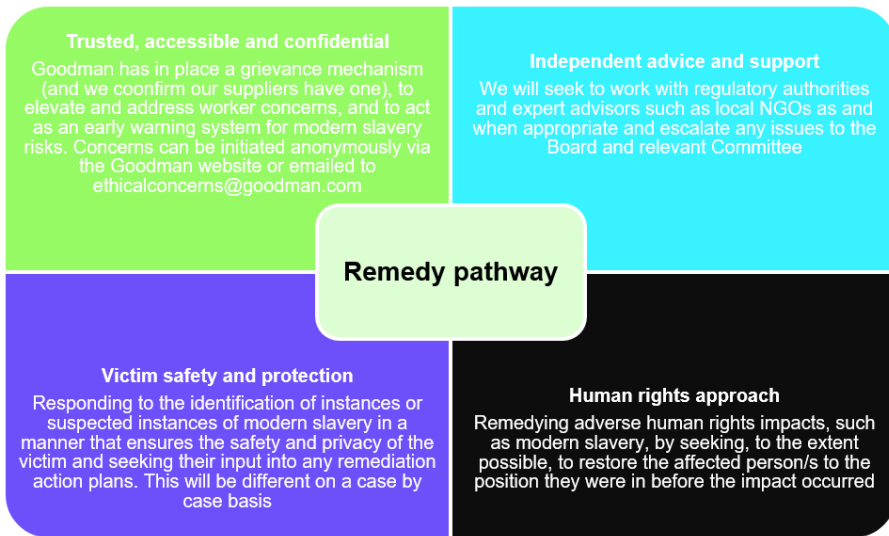 Trusted, accessible and confidential
Goodman has in place a grievance mechanism
(and we coonfirm our suppliers have one), to
elevate and address worker concerns, and to act
as an early warning system for modern slavery
risks. Concerns can be initiated anonymously via
the Goodman website or emailed to
ethicalconcerns@goodman.com
Independent advice and support
We will seek to work with regulatory authorities
and expert advisors such as local NGOs as and
when appropriate and escalate any issues to the
Board and relevant Committee
Remedy pathway
Victim safety and protection
Responding to the identification of instances or
suspected instances of modern slavery in a
manner that ensures the safety and privacy of the
victim and seeking their input into any remediation
action plans. This will be different on a case by
case basis
Human rights approach
Remedying adverse human rights impacts, such
as modern slavery, by seeking, to the extent
possible, to restore the affected person/s to the
position they were in before the impact occurred